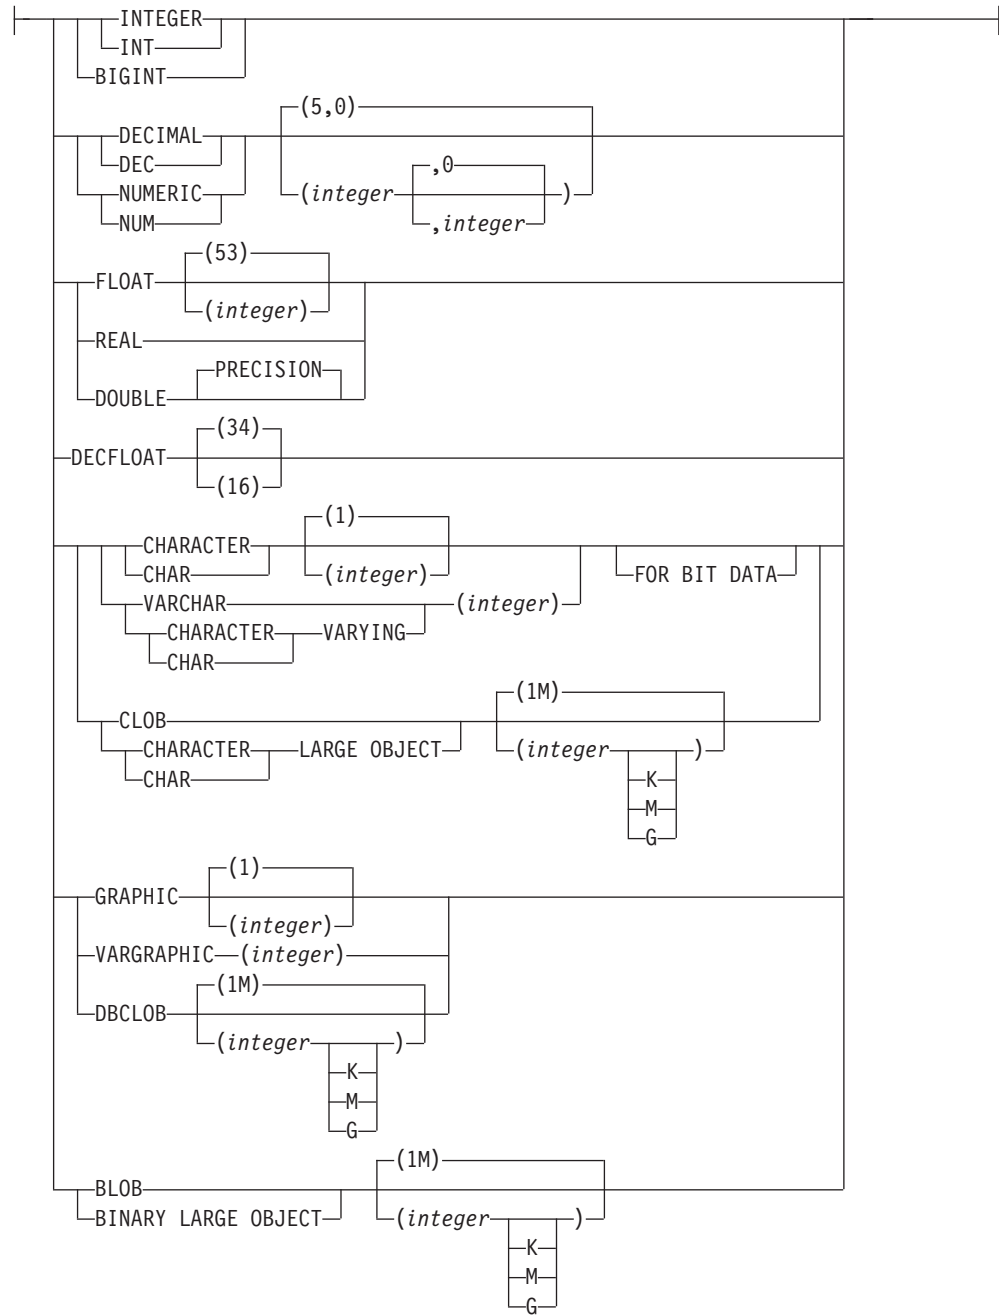 INTEGER
INT
BIGINT
(5,0)
DECIMAL
DEC
,0
NUMERIC (integer )
NUM ,integer
(53)
FLOAT
(integer)
REAL
PRECISION
DOUBLE
(34)
DECFLOAT
(16)
(1)
CHARACTER
CHAR (integer) FOR BIT DATA
VARCHAR (integer)
CHARACTER VARYING
CHAR
(1M)
CLOB
CHARACTER LARGE OBJECT (integer )
CHAR K
M
G
(1)
GRAPHIC
(integer)
VARGRAPHIC (integer)
(1M)
DBCLOB
(integer )
K
M
G
(1M)
BLOB
BINARY LARGE OBJECT (integer )
K
M
G